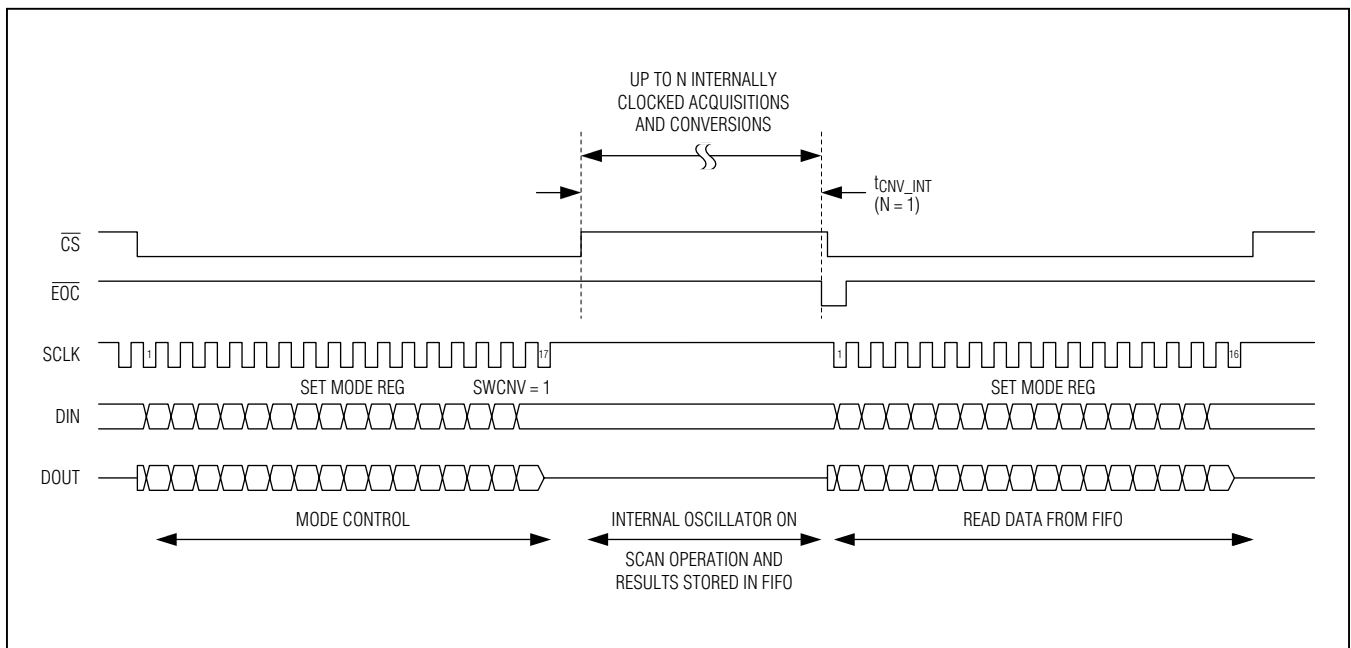 UP TO N INTERNALLY
CLOCKED ACQUISITIONS
AND CONVERSIONS
tCNV_INT
(N = 1)
CS
EOC
SCLK
1
17
1
16
SET MODE REG
SWCNV = 1
SET MODE REG
DIN
DOUT
MODE CONTROL
INTERNAL OSCILLATOR ON
READ DATA FROM FIFO
SCAN OPERATION AND
RESULTS STORED IN FIFO